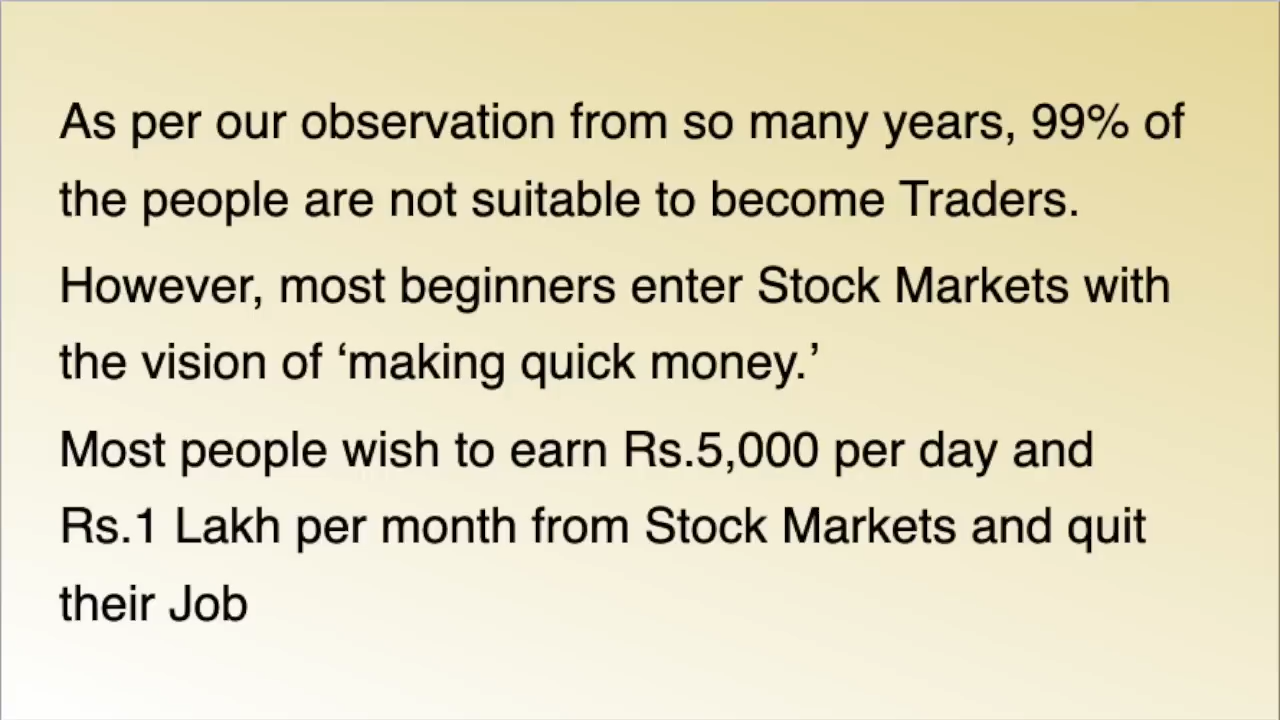 As per our observation from so many years, 99% of
the people are not suitable to become Traders.
However, most beginners enter Stock Markets with
the vision of ‘making quick money.’
Most people wish to earn Rs.5,000 per day and
Rs.1 Lakh per month from Stock Markets and quit
their Job